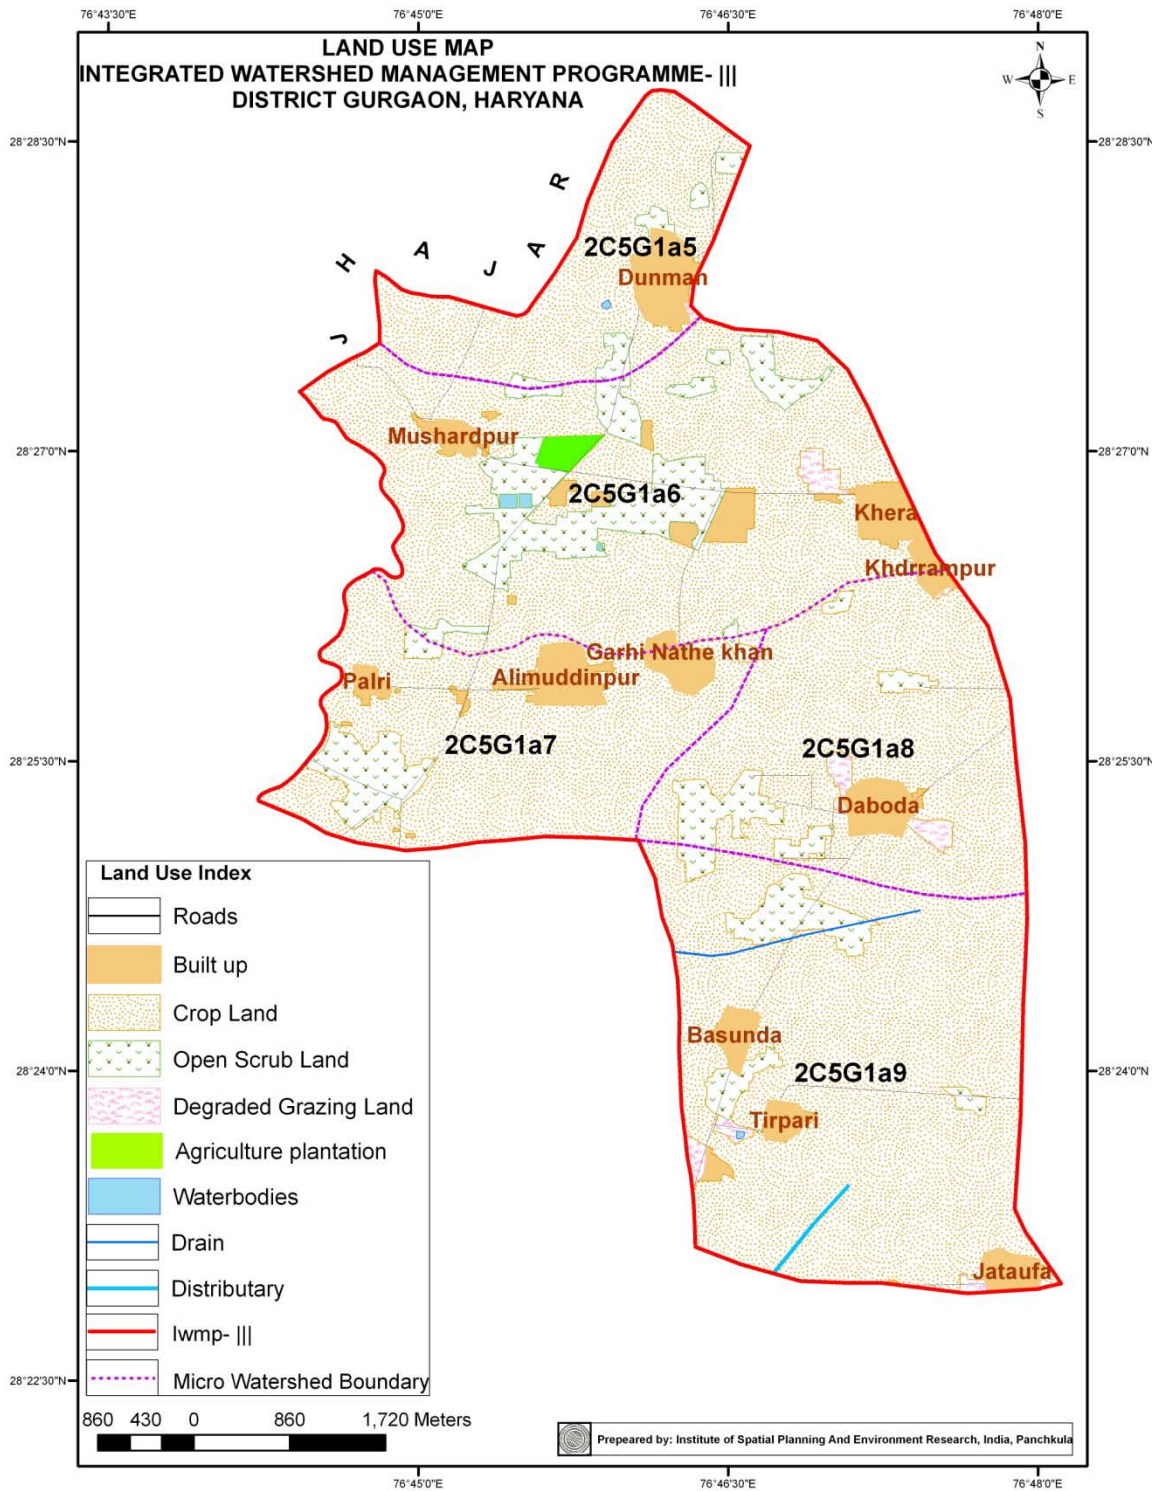 76°43'30"E 76°45'0"E 76°46'30"E 76°48'0"E
LAND USE MAP
INTEGRATED WATERSHED MANAGEMENT PROGRAMME- |||
DISTRICT GURGAON, HARYANA
N
W E
S
28°28'30"N 28°28'30"N
J H A J A R
2C5G1a5
Dunman
Mushardpur
28°27'0"N 28°27'0"N
2C5G1a6
Khera
Khdrrampur
Garhi Nathe khan
Palri
Alimuddinpur
2C5G1a7
2C5G1a8
28°25'30"N 28°25'30"N
Daboda
Basunda
28°24'0"N 28°24'0"N
2C5G1a9
Tirpari
Jataufa
Land Use Index
Roads
Built up
Crop Land
Open Scrub Land
Degraded Grazing Land
Agriculture plantation
Waterbodies
Drain
Distributary
Iwmp- |||
Micro Watershed Boundary
28°22'30"N 28°22'30"N
860 430 0 860 1,720 Meters
Prepeared by: Institute of Spatial Planning And Environment Research, India, Panchkula
76°45'0"E 76°46'30"E 76°48'0"E